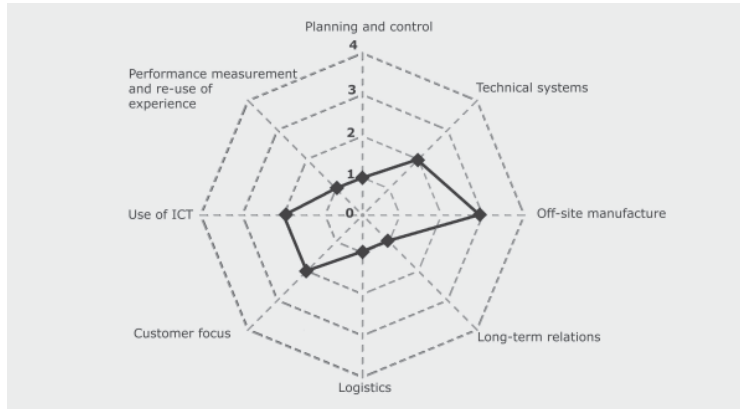 Planning and control
4
Performance measurement
and re-use of
experience
Technical systems
3
2
1
Use of ICT
0
Off-site manufacture
Customer focus
Long-term relations
Logistics